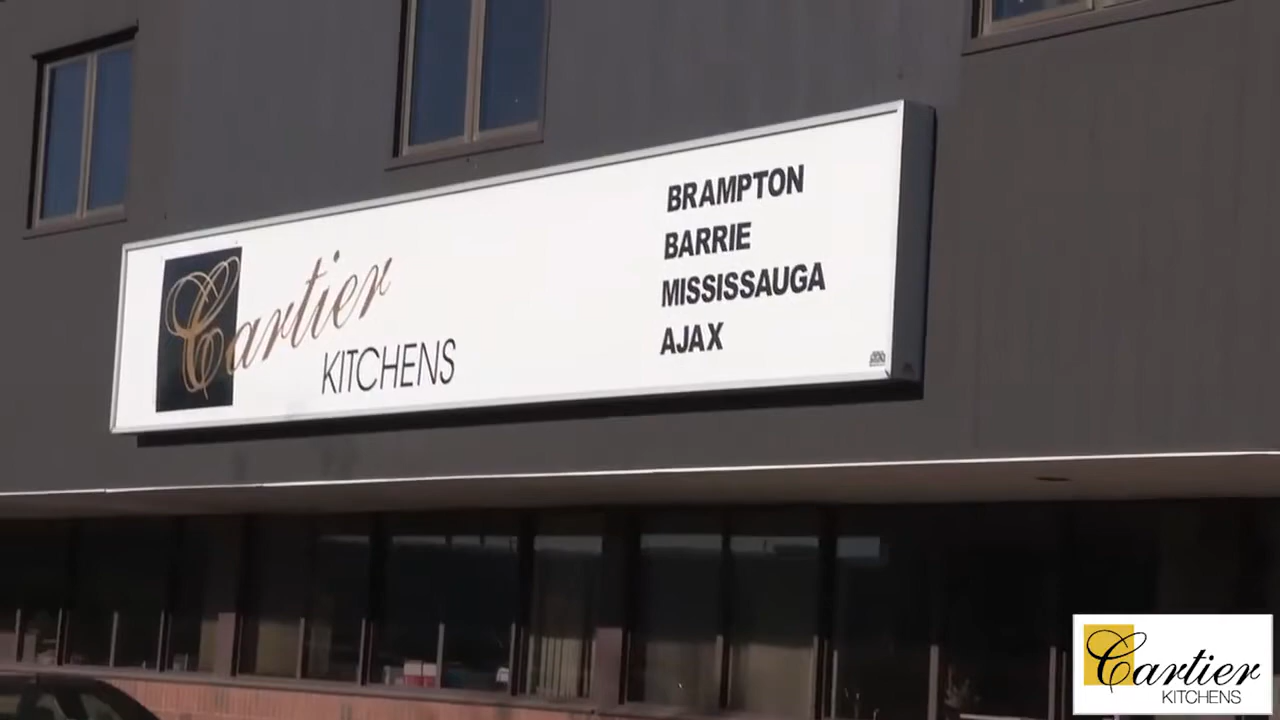 Cartier
KITCHENS
BRAMPTON
BARRIE
MISSISSAUGA
AJAX
Cartier
KITCHENS